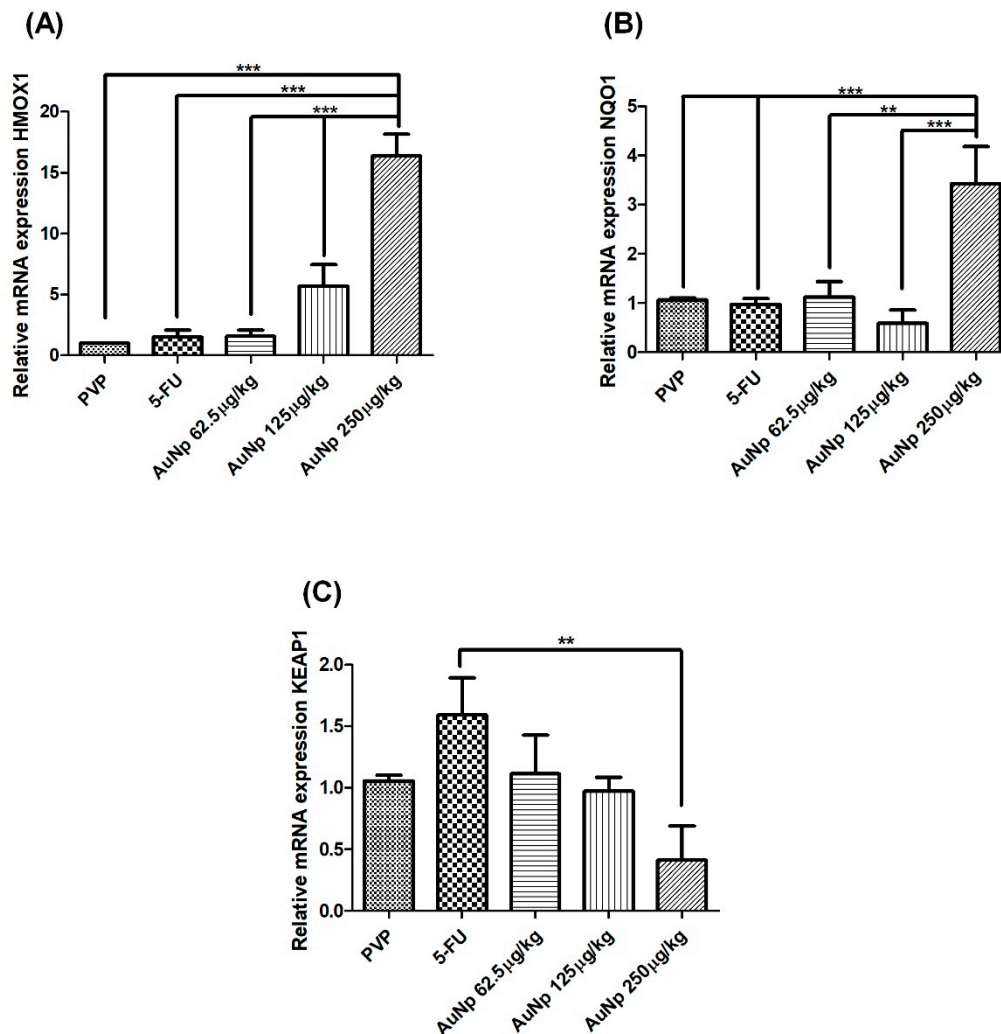 (A)
Relative mRNA expression HMOX1
20
15
10
5
0
***
***
***
PVP
5-FU
AuNp 62.5µg/kg
AuNp 125µg/kg
AuNp 250µg/kg
(B)
Relative mRNA expression NQO1
5
4
3
2
1
0
***
**
***
PVP
5-FU
AuNp 62.5µg/kg
AuNp 125µg/kg
AuNp 250µg/kg
(C)
Relative mRNA expression KEAP1
2.0
1.5
1.0
0.5
0.0
**
PVP
5-FU
AuNp 62.5µg/kg
AuNp 125µg/kg
AuNp 250µg/kg